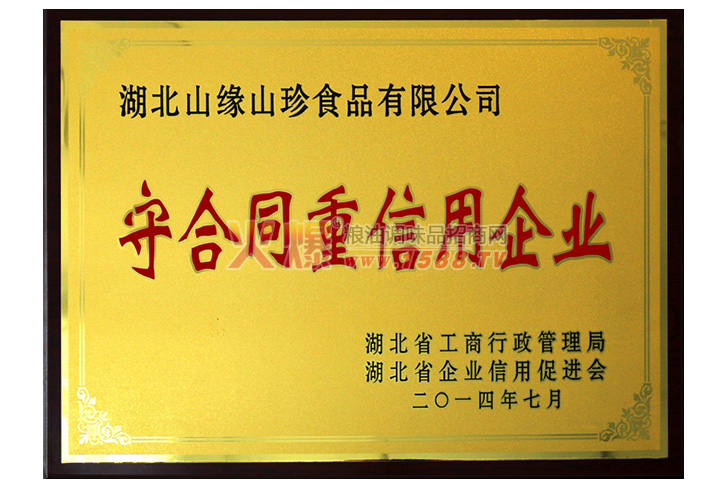 湖北山缘山珍食品有限公司
守合同重信用企业
火爆®粮油调味品招商网
www.1588.TV
湖北省工商行政管理局
湖北省企业信用促进会
二〇一四年七月